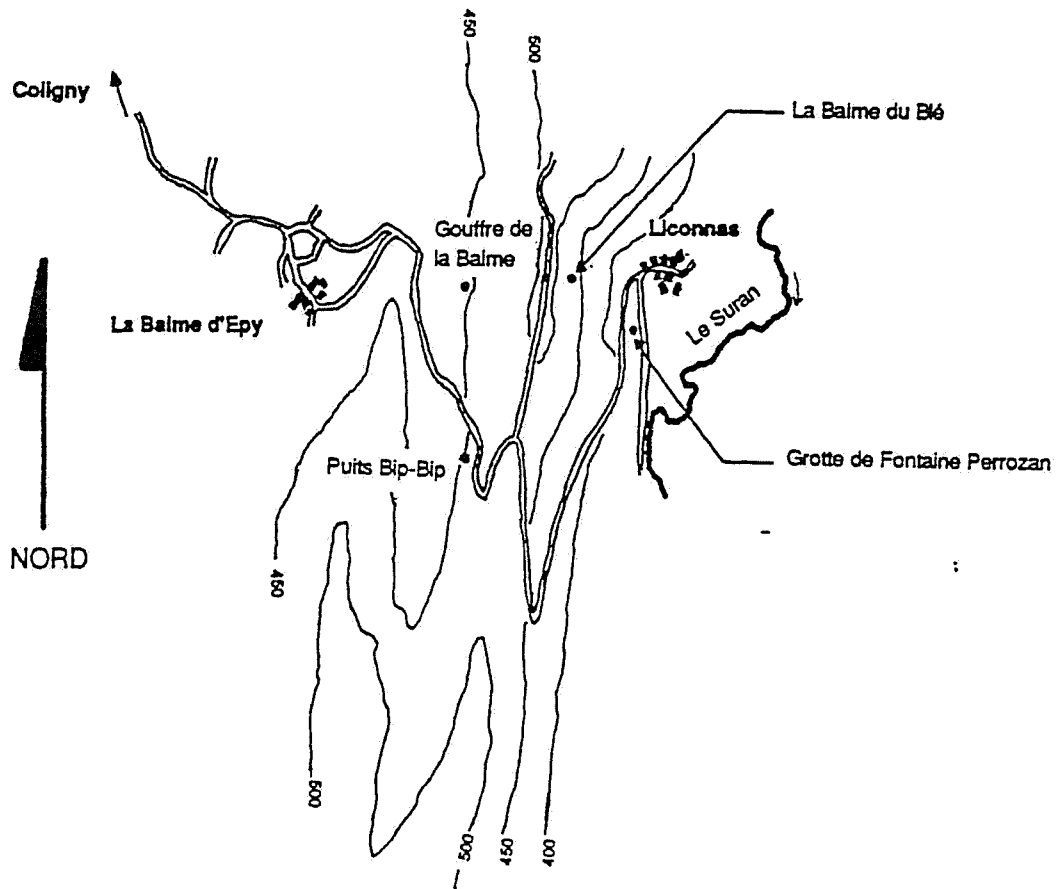 450
500
Coligny
La Balme du Blé
Gouffre de
la Balme
Liconnas
Le Suran
La Balme d'Epy
Puits Bip-Bip
Grotte de Fontaine Perrozan
NORD
450
500
500
450
400